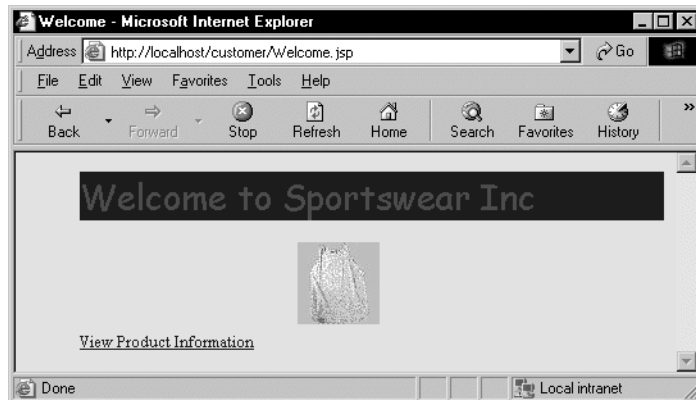 Welcome - Microsoft Internet Explorer
Address http://localhost/customer/Welcome.jsp Go
File Edit View Favorites Tools Help
Back Forward Stop Refresh Home Search Favorites History »
Welcome to Sportswear Inc
View Product Information
Done Local intranet